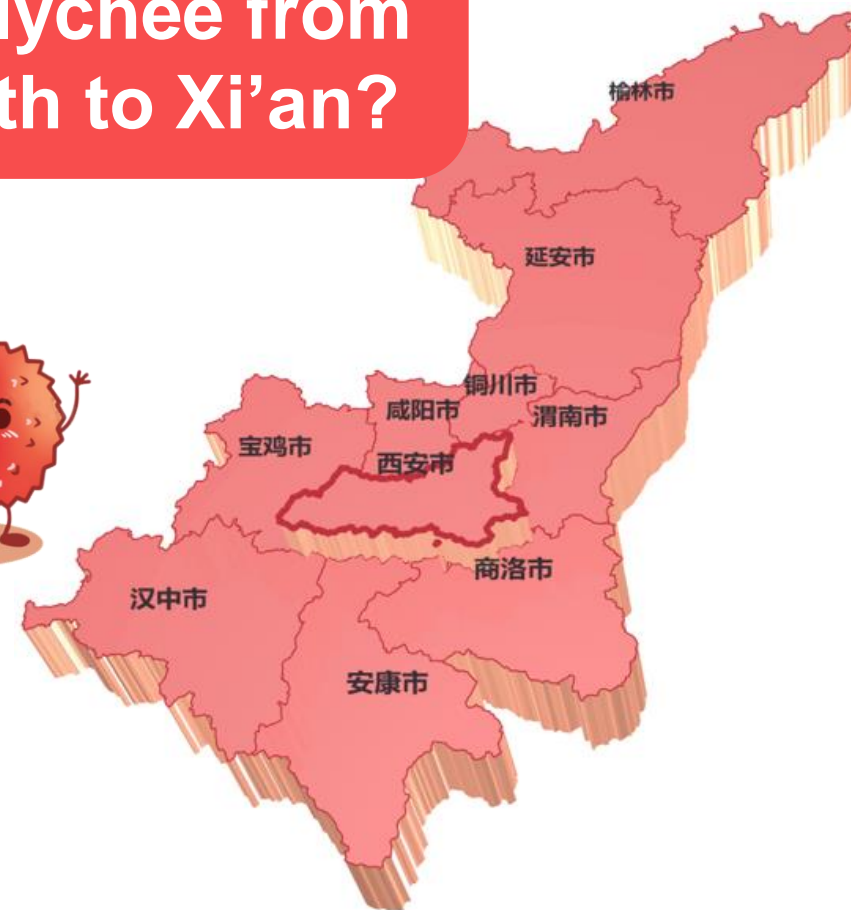 lychee from
th to Xi’an?
榆林市
延安市
铜川市
咸阳市
渭南市
宝鸡市
西安市
商洛市
汉中市
安康市